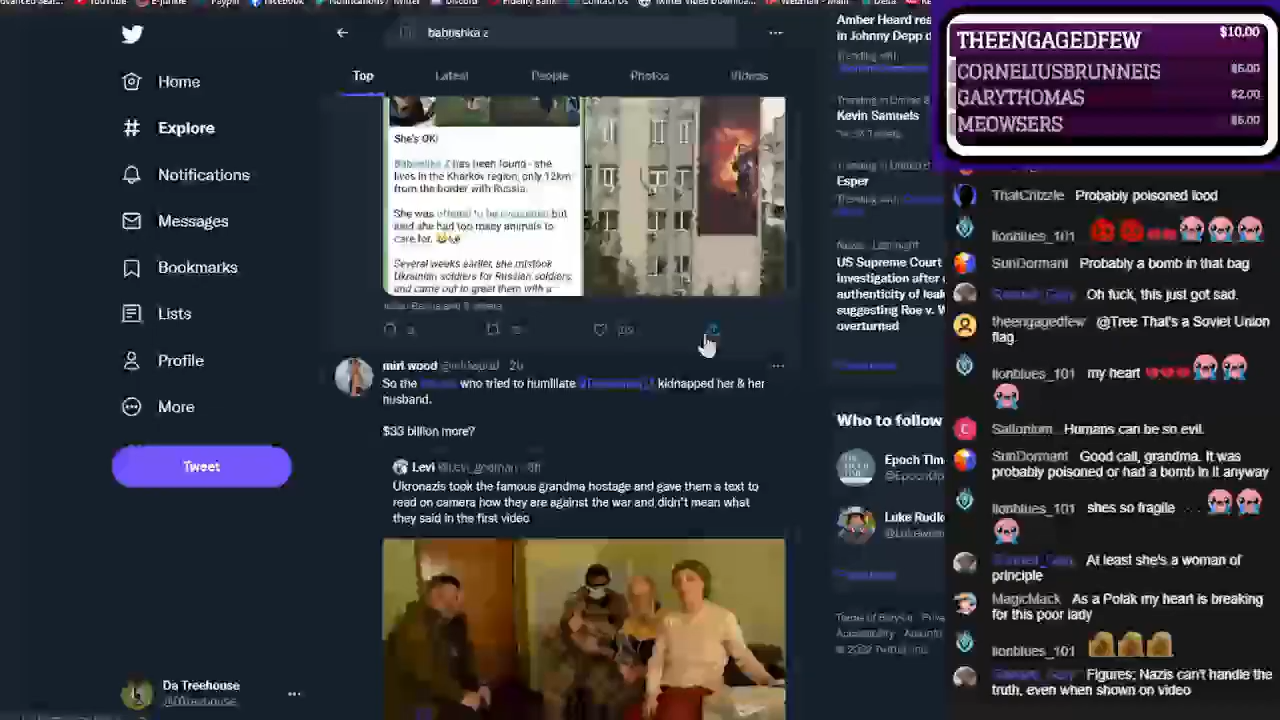 babushka z
Top
Latest
People
Photos
Videos
Home
Explore
Notifications
Messages
Bookmarks
Lists
Profile
More
Tweet
Da Treehouse
She's OK!
Babushka Z has been found - she
lives in the Kharkov region, only 12km
from the border with Russia.
She was offered to be evacuated but
said she had too many animals to
care for.
Several weeks earlier, she mistook
Ukrainian soldiers for Russian soldiers
and came out to greet them with a
miri wood
So the who tried to humiliate kidnapped her & her
husband.
$33 billion more?
Levi
Ukronazis took the famous grandma hostage and gave them a text to
read on camera how they are against the war and didn't mean what
they said in the first video
Amber Heard
in Johnny Depp
Kevin Samuels
Esper
US Supreme Court
investigation after
authenticity of
suggesting Roe v. W
overturned
Who to follow
Epoch Tim
Luke Rudk
THEENGAGEDFEW $10.00
CORNELIUSBRUNNEIS
GARYTHOMAS $2.00
MEOWSERS
ThatChizzle Probably poisoned food
lionblues_101
SunDormant Probably a bomb in that bag
Oh fuck, this just got sad.
theengagedfew @Tree That's a Soviet Union
flag.
lionblues_101 my heart
Humans can be so evil.
SunDormant Good call, grandma. It was
probably poisoned or had a bomb in it anyway
lionblues_101 shes so fragile
At least she's a woman of
principle
MagicMack As a Polak my heart is breaking
for this poor lady
lionblues_101
Figures; Nazis can't handle the
truth, even when shown on video